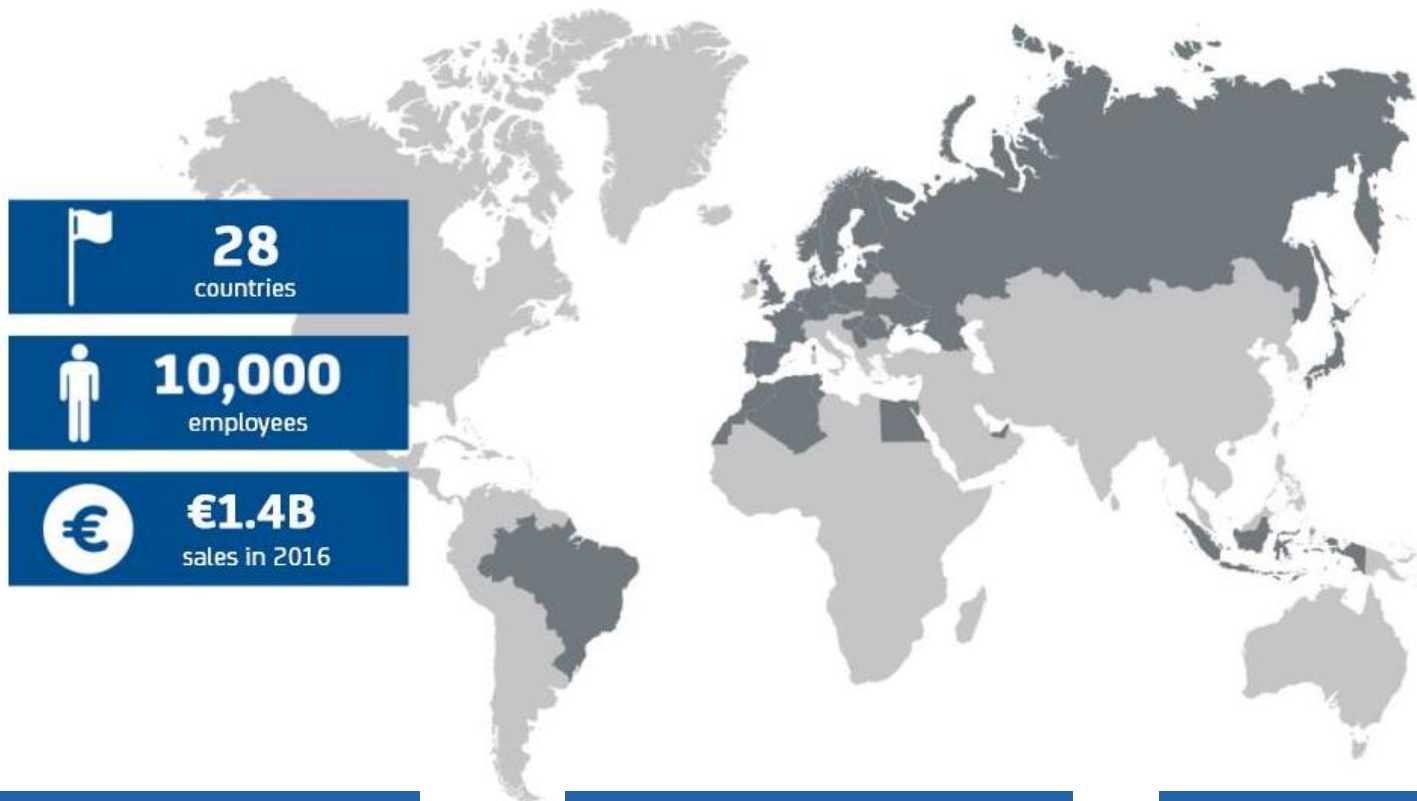 28
countries
10,000
employees
€1.4B
sales in 2016